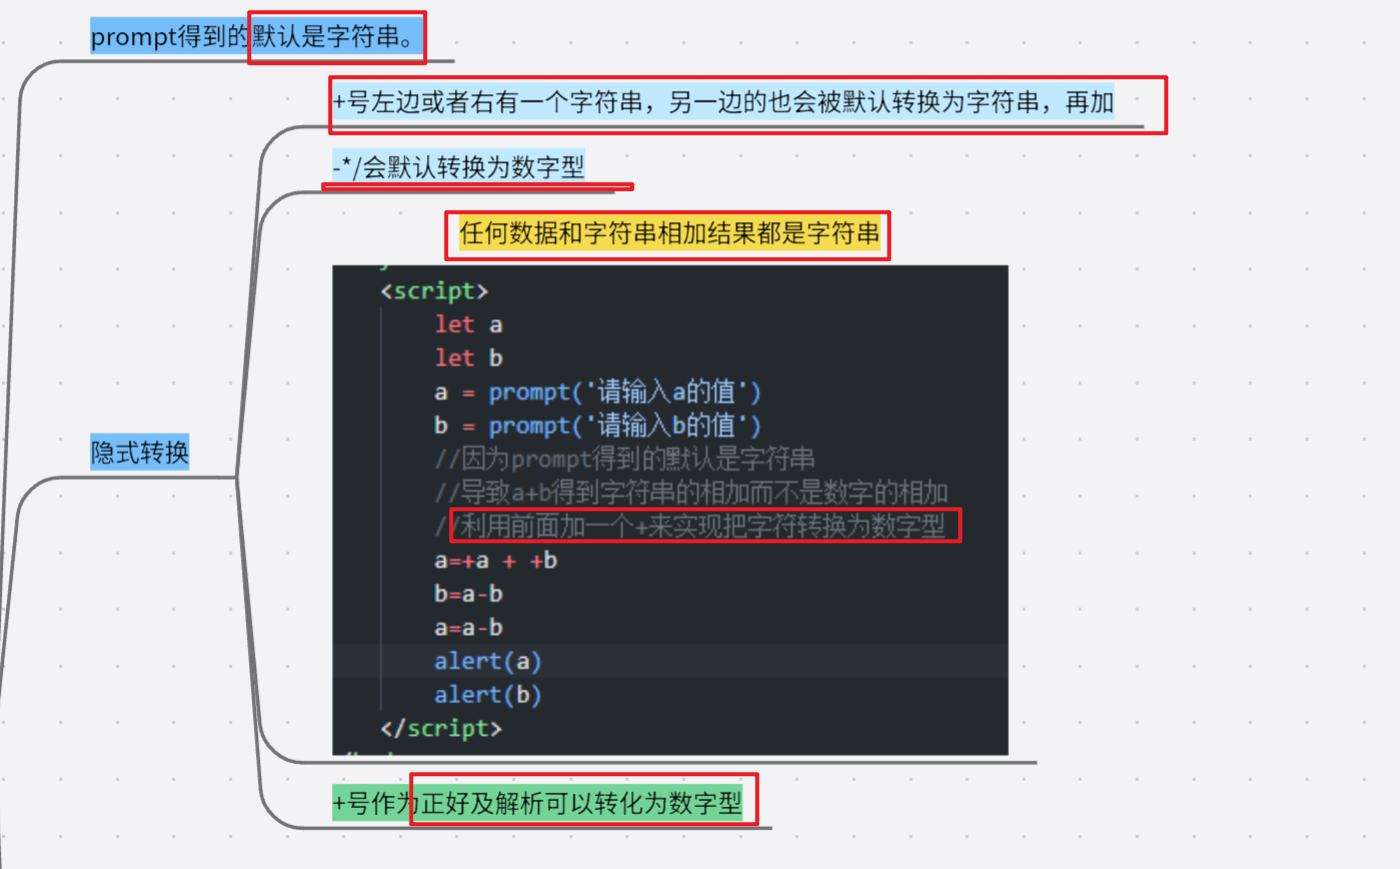 prompt得到的默认是字符串。
+号左边或者右有一个字符串，另一边的也会被默认转换为字符串，再加
-*/会默认转换为数字型
任何数据和字符串相加结果都是字符串
<script>
let a
let b
a = prompt('请输入a的值')
b = prompt('请输入b的值')
//因为prompt得到的默认是字符串
//导致a+b得到字符串的相加而不是数字的相加
//利用前面加一个+来实现把字符转换为数字型
a=+a + +b
b=a-b
a=a-b
alert(a)
alert(b)
</script>
隐式转换
+号作为正好及解析可以转化为数字型